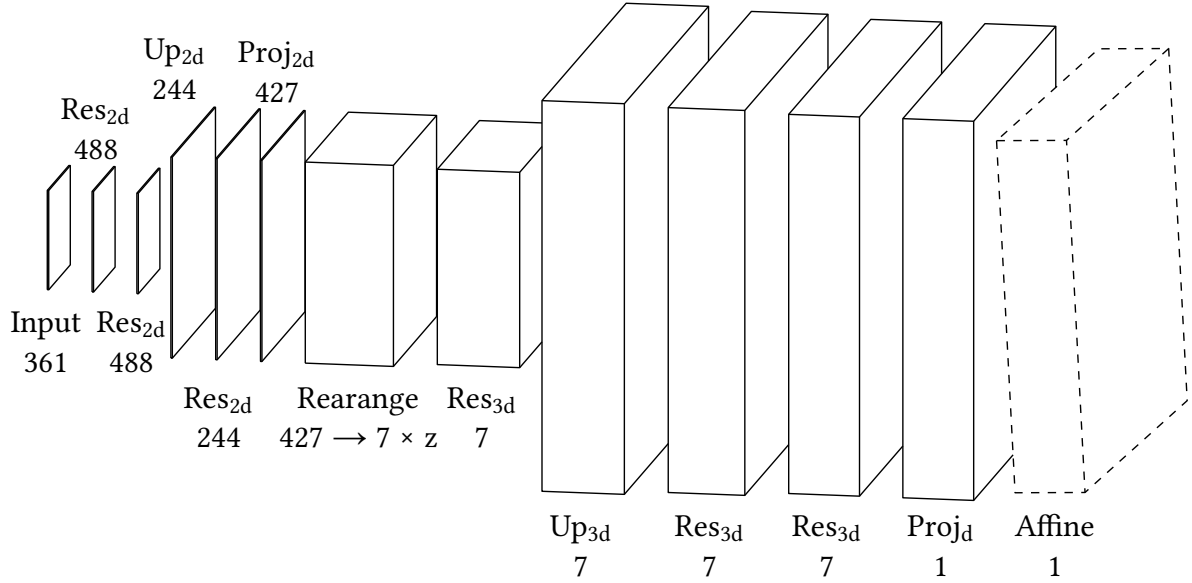 Up2d
244
Proj2d
427
Res2d
488
Input
361
Res2d
488
Res2d
244
Rearange
427 → 7 × z
Res3d
7
Up3d
7
Res3d
7
Res3d
7
Projd
1
Affine
1